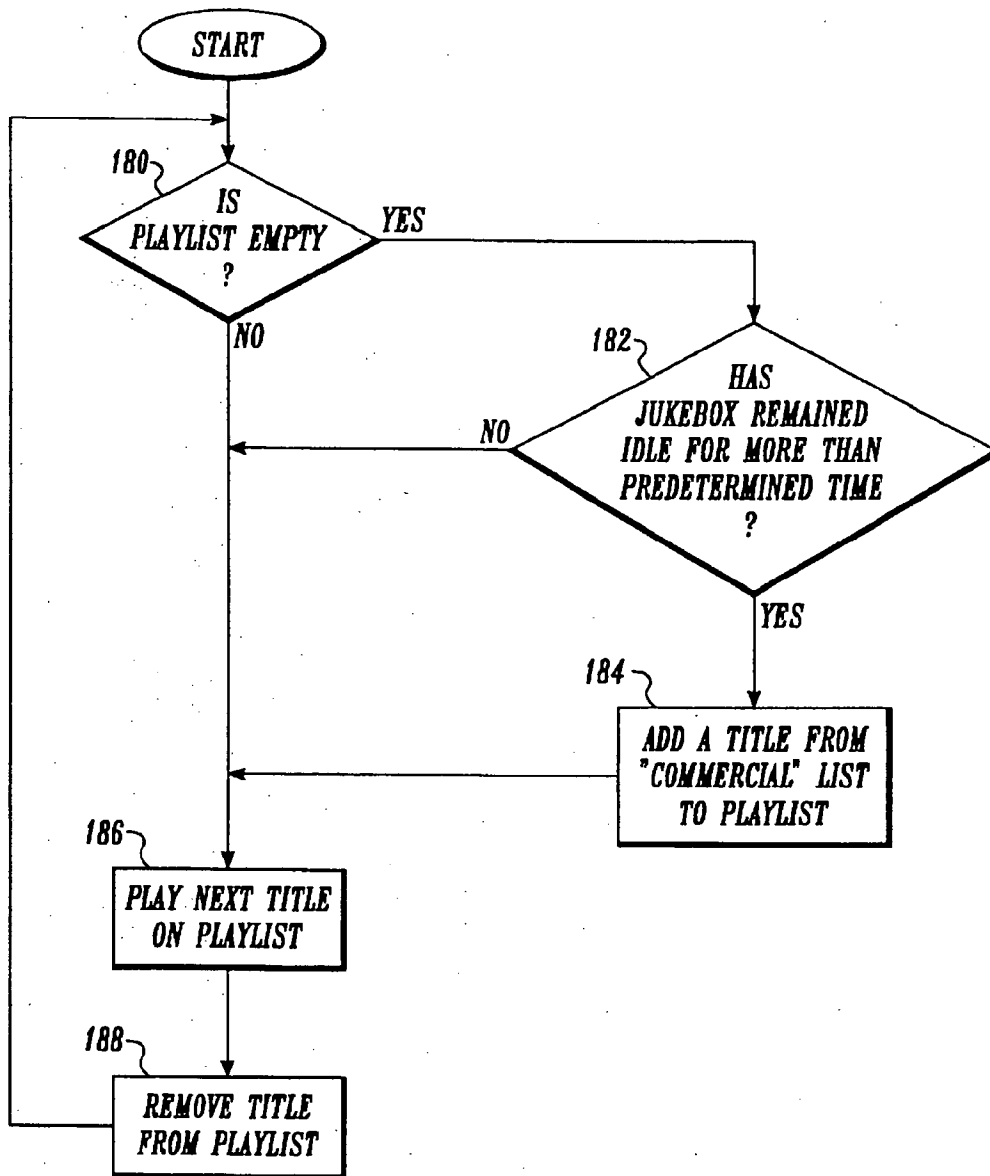 START
180
IS
PLAYLIST EMPTY
?
YES
NO
182
HAS
JUKEBOX REMAINED
IDLE FOR MORE THAN
PREDETERMINED TIME
?
NO
YES
184
ADD A TITLE FROM
"COMMERCIAL" LIST
TO PLAYLIST
186
PLAY NEXT TITLE
ON PLAYLIST
188
REMOVE TITLE
FROM PLAYLIST